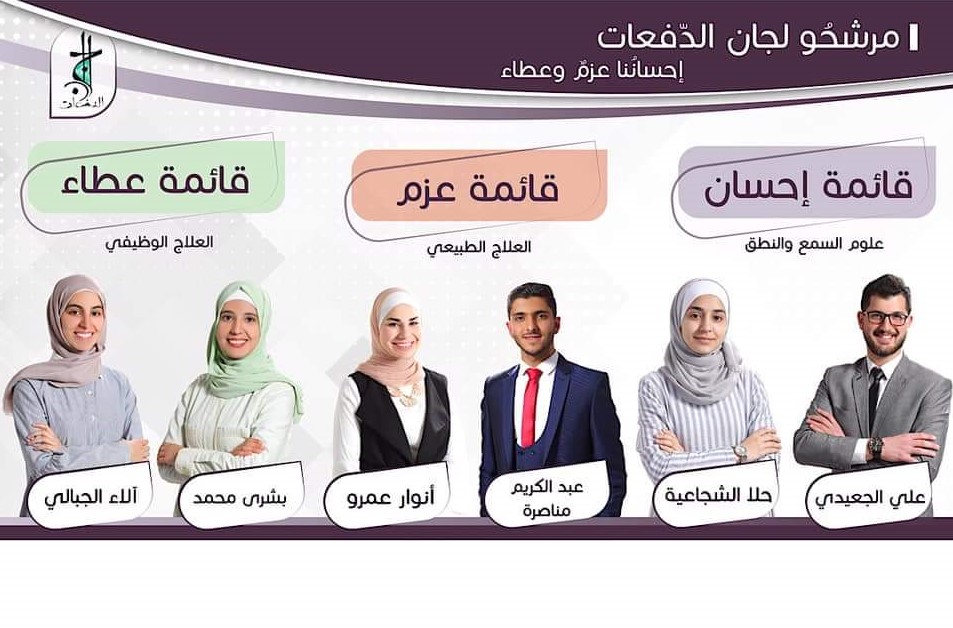 مرشحُو لجان الدّفعات
إحسانُنا عزمٌ وعطاء
الدفعات
قائمة إحسان
علوم السمع والنطق
قائمة عزم
العلاج الطبيعي
قائمة عطاء
العلاج الوظيفي
علي الجعيدي
حلا الشجاعية
عبد الكريم
مناصرة
أنوار عمرو
بشرى محمد
آلاء الجبالي